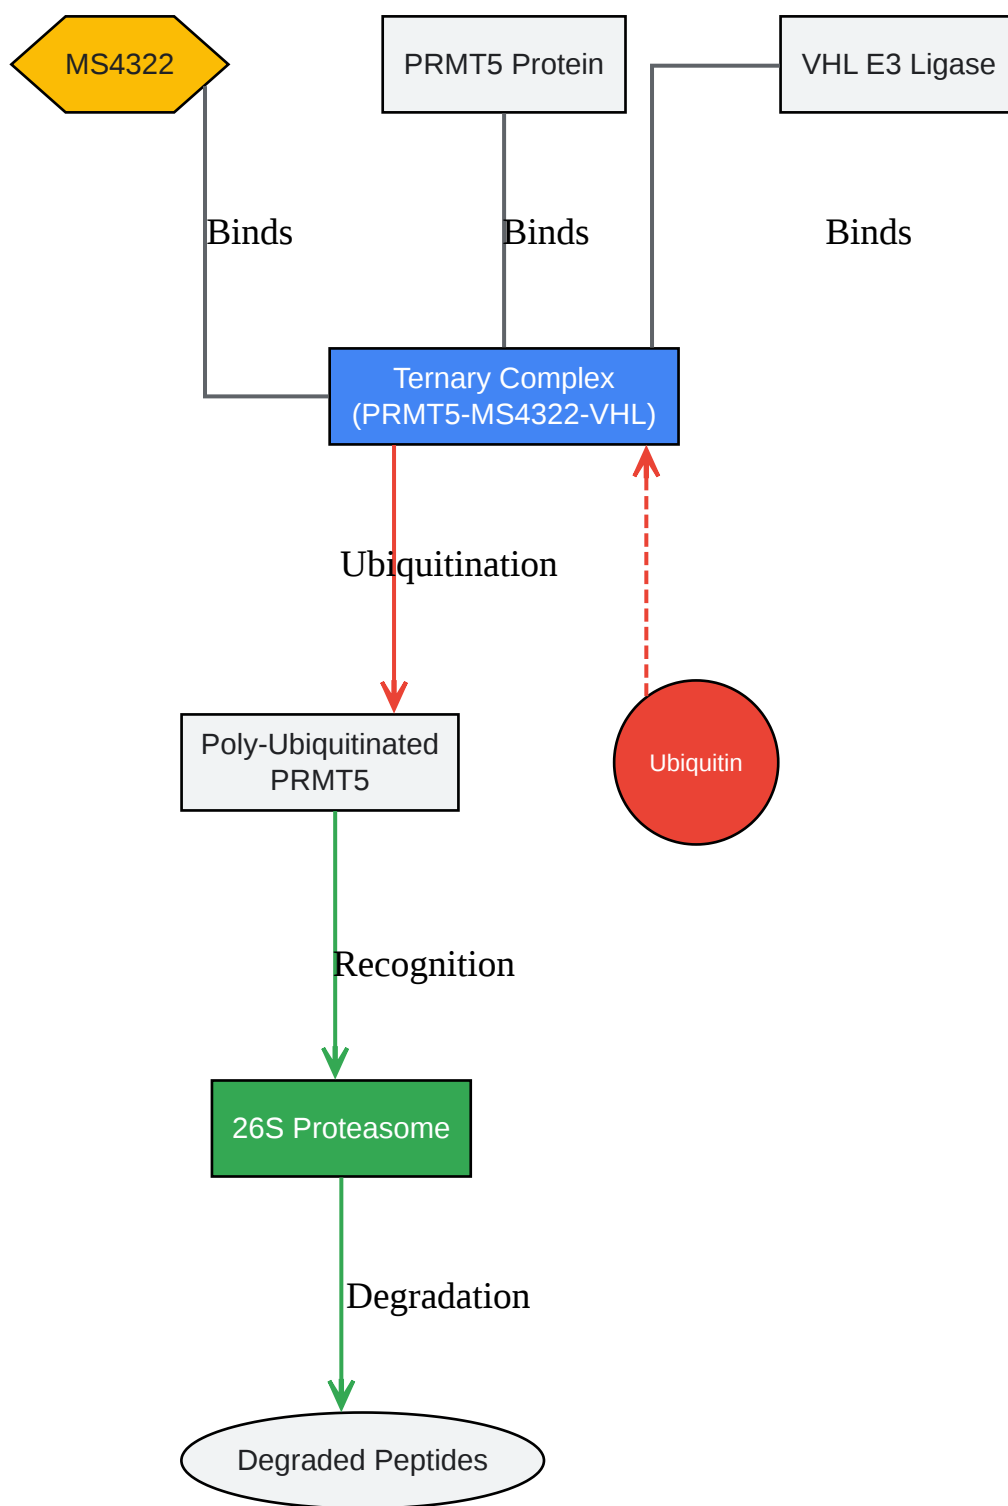 MS4322
PRMT5 Protein
VHL E3 Ligase
Binds
Binds
Binds
Ternary Complex
(PRMT5-MS4322-VHL)
Ubiquitination
Poly-Ubiquitinated
PRMT5
Ubiquitin
Recognition
26S Proteasome
Degradation
Degraded Peptides